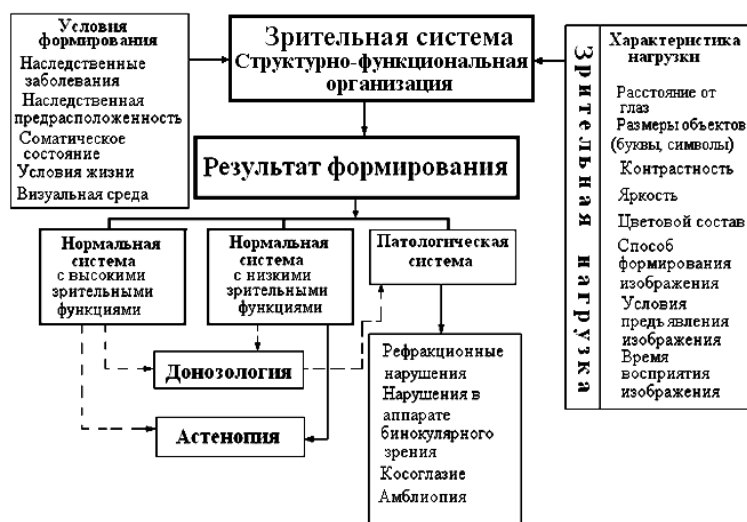 Условия
формирования
Наследственные
заболевания
Наследственная
предрасположенность
Соматическое
состояние
Условия жизни
Визуальная среда
Зрительная система
Структурно-функциональная
организация
Результат формирования
Зрительная нагрузка
Характеристика
нагрузки
Расстояние от
глаз
Размеры объектов
(буквы, символы)
Контрастность
Яркость
Цветовой состав
Способ
формирования
изображения
Условия
предъявления
изображения
Время
восприятия
изображения
Нормальная
система
с высокими
зрительными
функциями
Нормальная
система
с низкими
зрительными
функциями
Патологическая
система
Донозология
Астенопия
Рефракционные
нарушения
Нарушения в
аппарате
бинокулярного
зрения
Косоглазие
Амблиопия